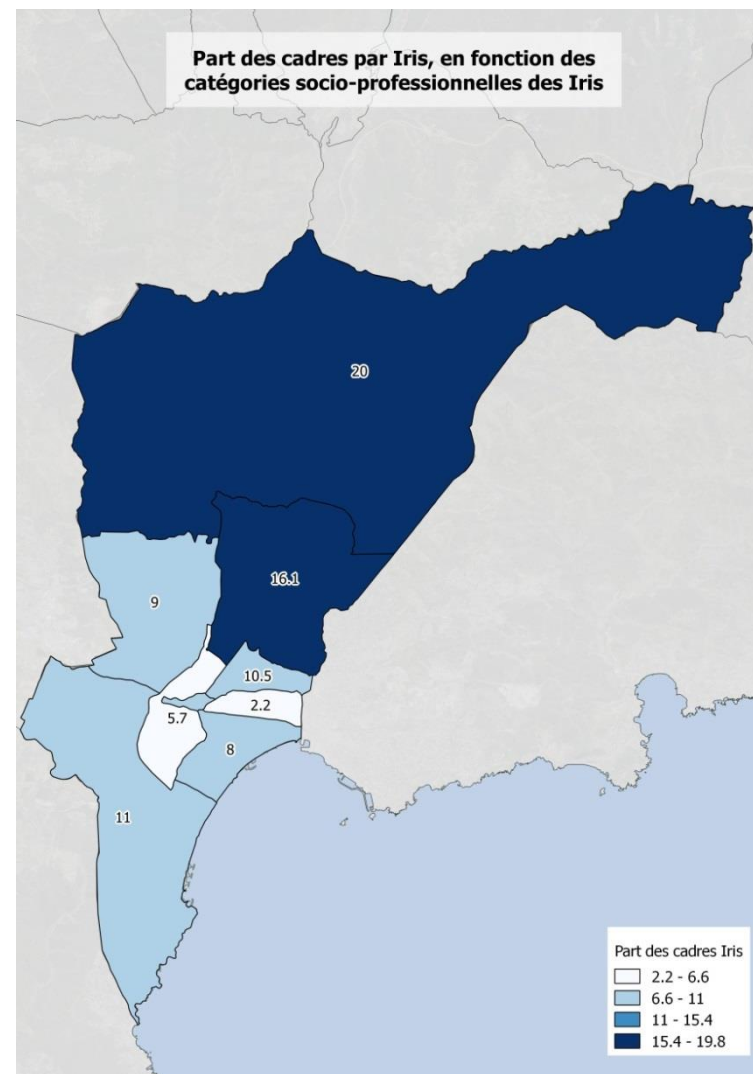 Part des cadres par Iris, en fonction des
catégories socio-professionnelles des Iris
20
16.1
9
10.5
2.2
5.7
8
11
Part des cadres Iris
2.2 - 6.6
6.6 - 11
11 - 15.4
15.4 - 19.8